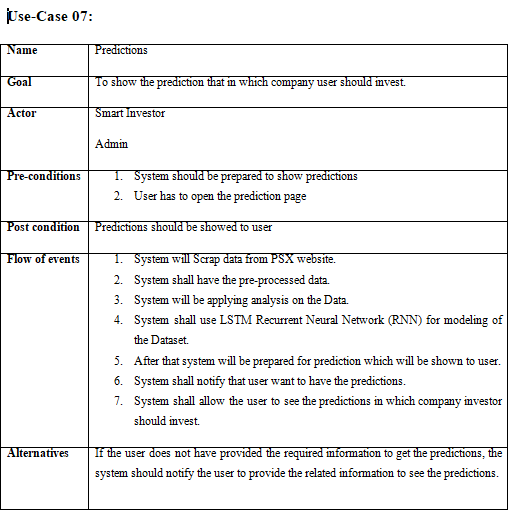 Use-Case 07:
Name Predictions
Goal To show the prediction that in which company user should invest.
Actor Smart Investor
Admin
Pre-conditions 1. System should be prepared to show predictions
2. User has to open the prediction page
Post condition Predictions should be showed to user
Flow of events 1. System will Scrap data from PSX website.
2. System shall have the pre-processed data.
3. System will be applying analysis on the Data.
4. System shall use LSTM Recurrent Neural Network (RNN) for modeling of
the Dataset.
5. After that system will be prepared for prediction which will be shown to user.
6. System shall notify that user want to have the predictions.
7. System shall allow the user to see the predictions in which company investor
should invest.
Alternatives If the user does not have provided the required information to get the predictions, the
system should notify the user to provide the related information to see the predictions.